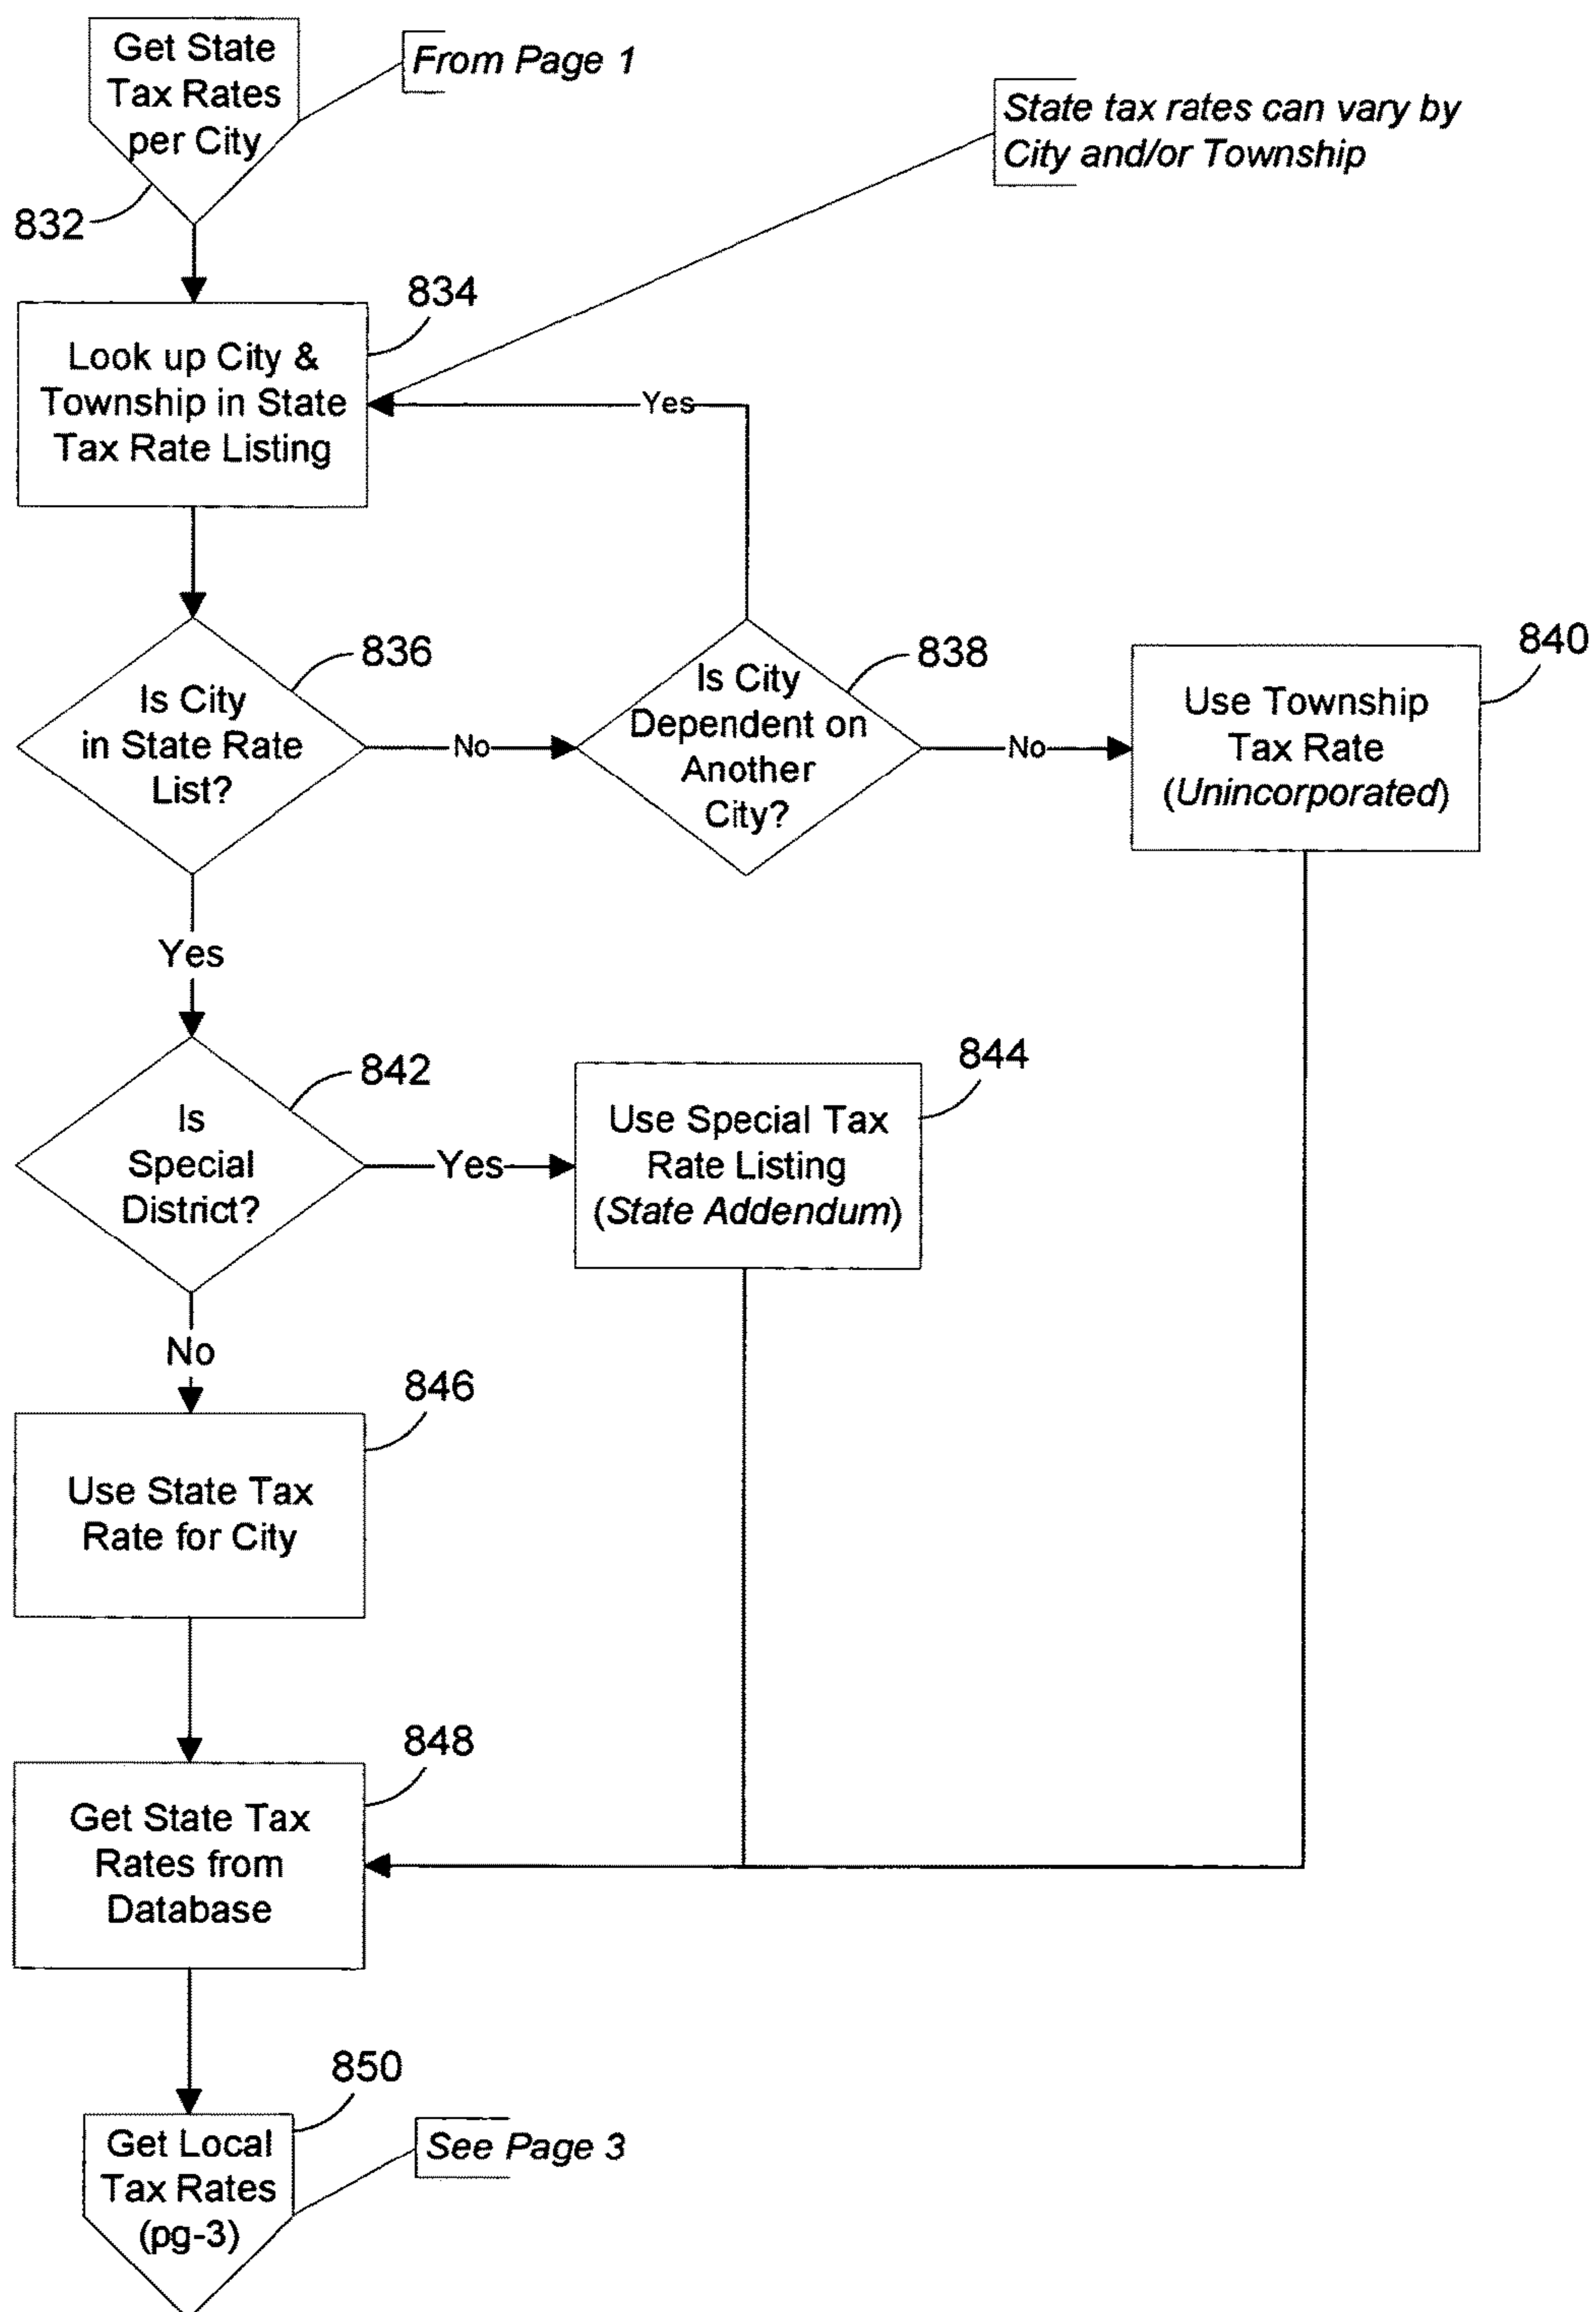 Get State
Tax Rates
per City
From Page 1
State tax rates can vary by
City and/or Township
832
834
Look up City &
Township in State
Tax Rate Listing
Yes
836
Is City
in State Rate
List?
No
838
Is City
Dependent on
Another
City?
No
840
Use Township
Tax Rate
(Unincorporated)
Yes
842
Is
Special
District?
Yes
844
Use Special Tax
Rate Listing
(State Addendum)
No
846
Use State Tax
Rate for City
848
Get State Tax
Rates from
Database
850
Get Local
Tax Rates
(pg-3)
See Page 3